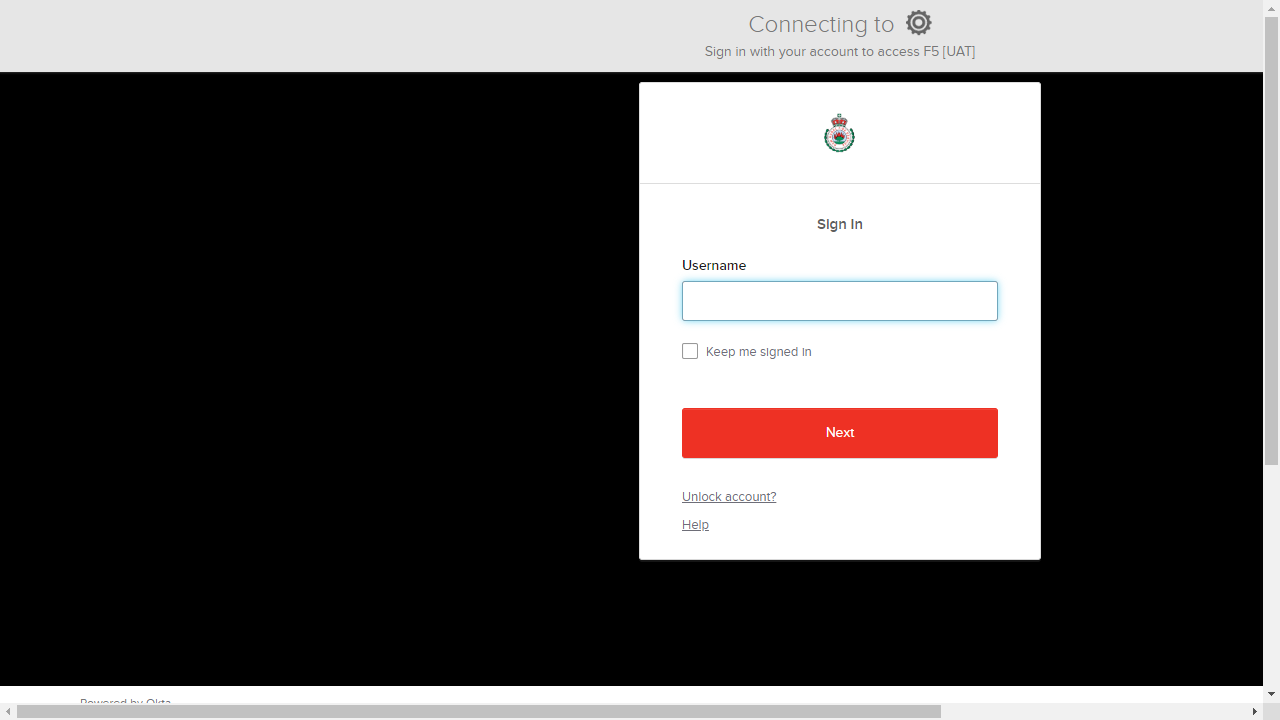 Connecting to
Sign in with your account to access F5 [UAT]
Sign In
Username
Keep me signed in
Next
Unlock account?
Help
Powered by Okta